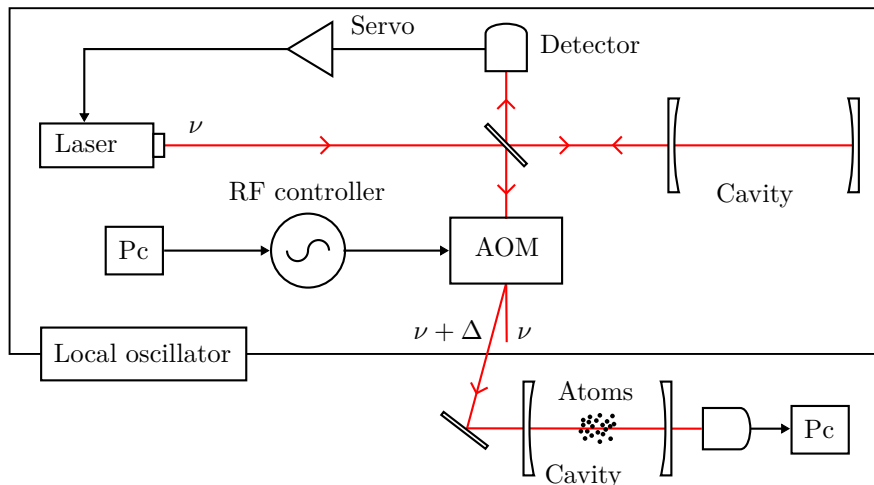 Servo
Detector
Laser
ν
Cavity
RF controller
Pc
AOM
ν + Δ
ν
Local oscillator
Atoms
Pc
Cavity